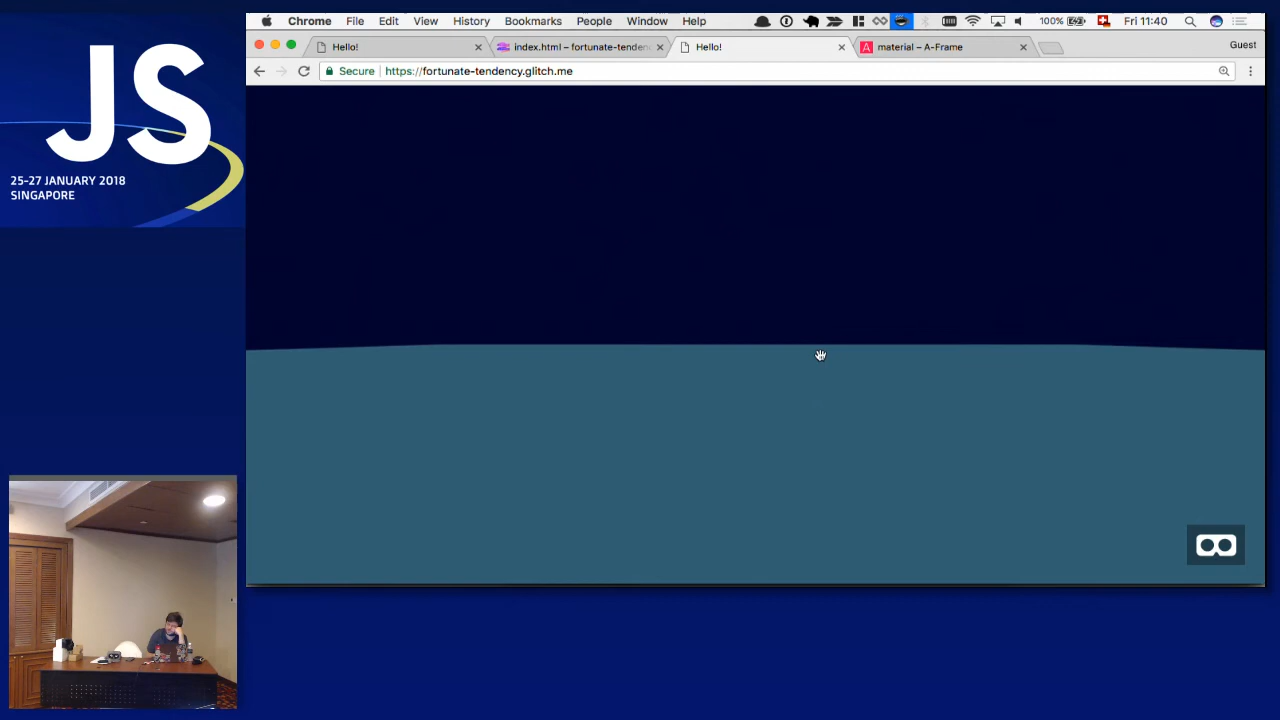 JS
25-27 JANUARY 2018
SINGAPORE
Chrome File Edit View History Bookmarks People Window Help 100% Fri 11:40
Hello! index.html – fortunate-tenden Hello! A material – A-Frame Guest
Secure https://fortunate-tendency.glitch.me